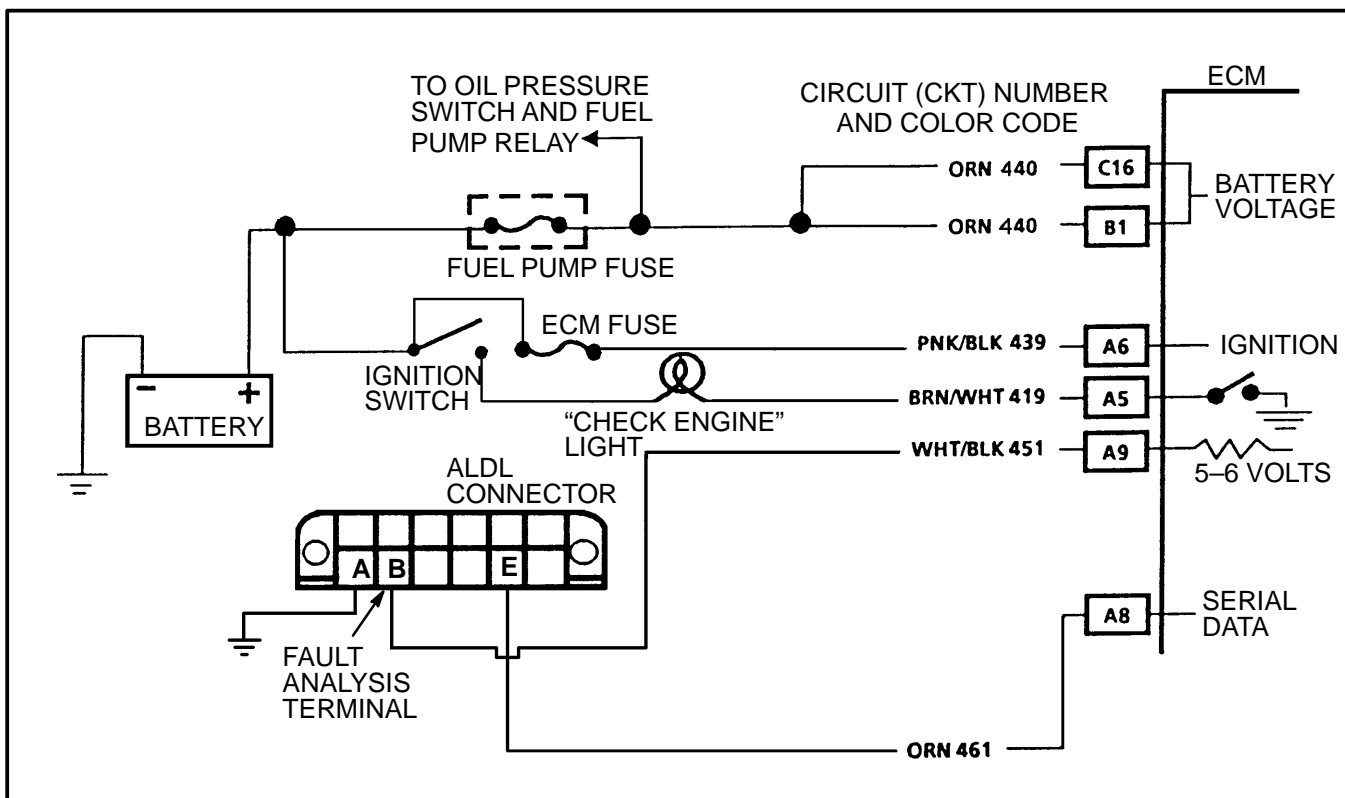 ECM
TO OIL PRESSURE
SWITCH AND FUEL
PUMP RELAY
CIRCUIT (CKT) NUMBER
AND COLOR CODE
ORN 440
C16
BATTERY
VOLTAGE
ORN 440
B1
FUEL PUMP FUSE
ECM FUSE
PNK/BLK 439
A6
IGNITION
IGNITION
SWITCH
BRN/WHT 419
A5
“CHECK ENGINE”
LIGHT
- +
BATTERY
WHT/BLK 451
A9
5–6 VOLTS
ALDL
CONNECTOR
A B E
A8
SERIAL
DATA
FAULT
ANALYSIS
TERMINAL
ORN 461